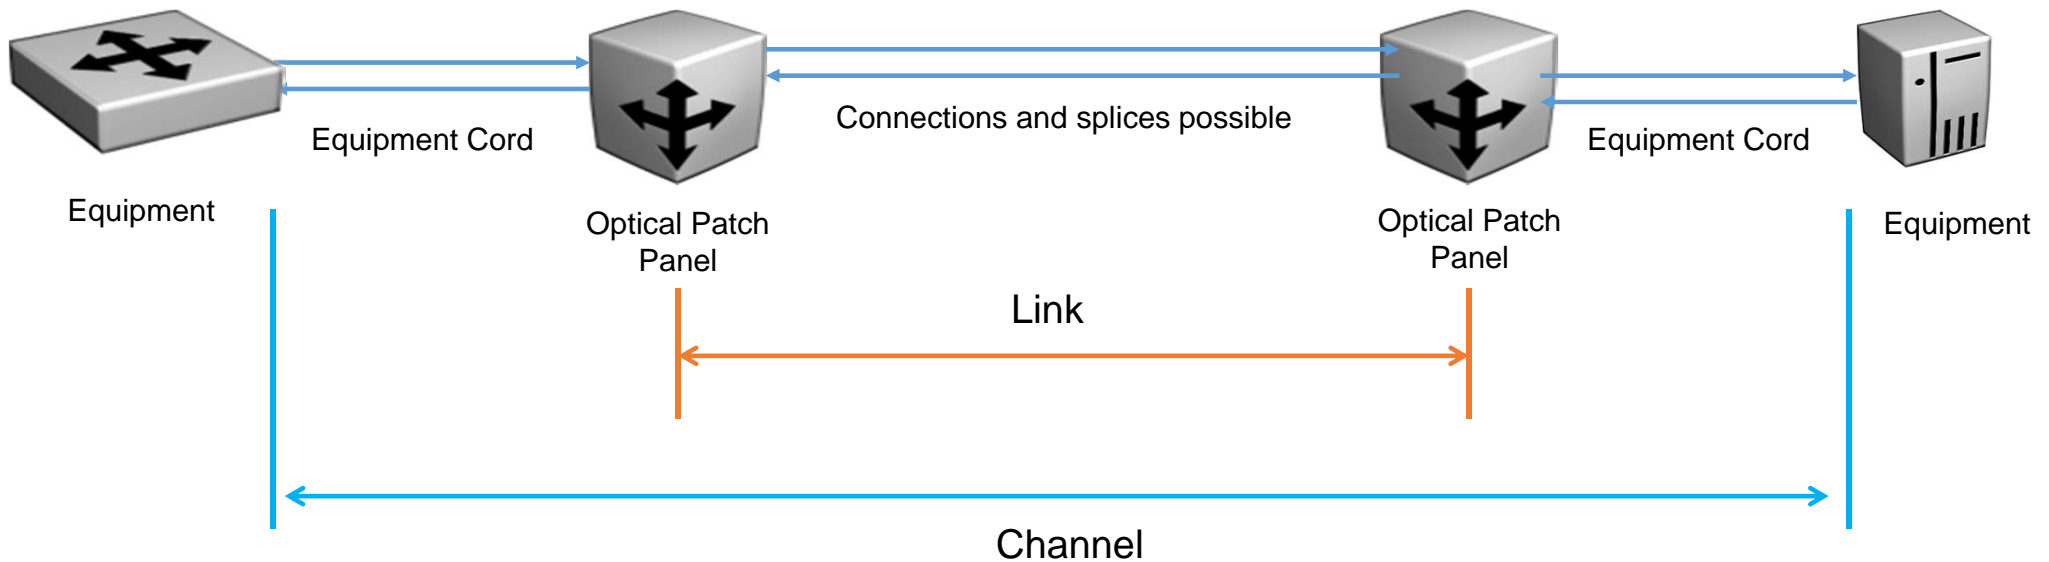 Equipment Cord
Connections and splices possible
Equipment Cord
Equipment
Optical Patch
Panel
Optical Patch
Panel
Equipment
Link
Channel